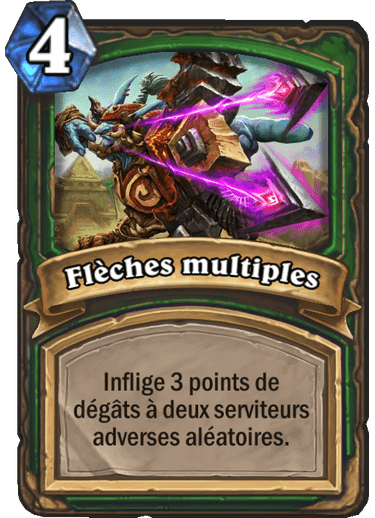 4
Flèches multiples
Inflige 3 points de
dégâts à deux serviteurs
adverses aléatoires.